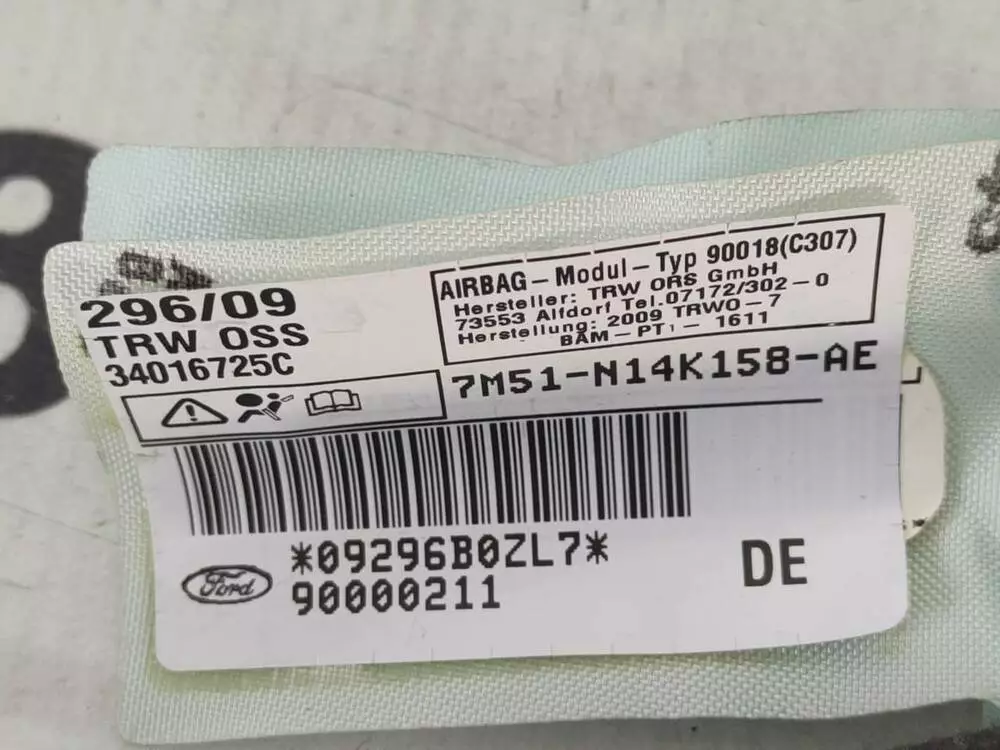 296/09
TRW OSS
34016725C
AIRBAG-Modul-Typ 90018(C307)
Hersteller: TRW ORS GmbH
73553 Alfdorf Tel.07172/302-0
Herstellung: 2009 TRWO-7
BAM-PT1-1611
7M51-N14K158-AE
*09296B0ZL7*
90000211
Ford
DE